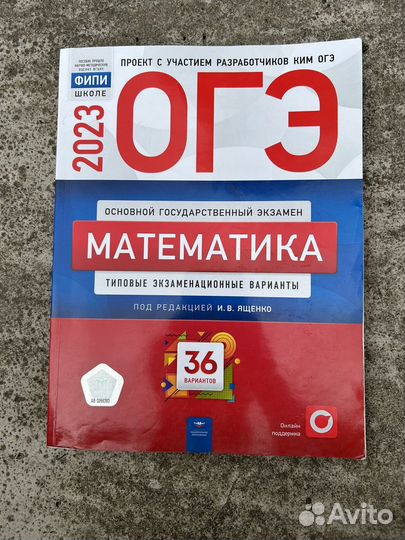 ПРОЕКТ С УЧАСТИЕМ РАЗРАБОТЧИКОВ КИМ ОГЭ
ФИПИ
ШКОЛЕ
2023
ОГЭ
ОСНОВНОЙ ГОСУДАРСТВЕННЫЙ ЭКЗАМЕН
МАТЕМАТИКА
ТИПОВЫЕ ЭКЗАМЕНАЦИОННЫЕ ВАРИАНТЫ
ПОД РЕДАКЦИЕЙ И.В. ЯЩЕНКО
36
ВАРИАНТОВ
Онлайн
поддержка
Avito